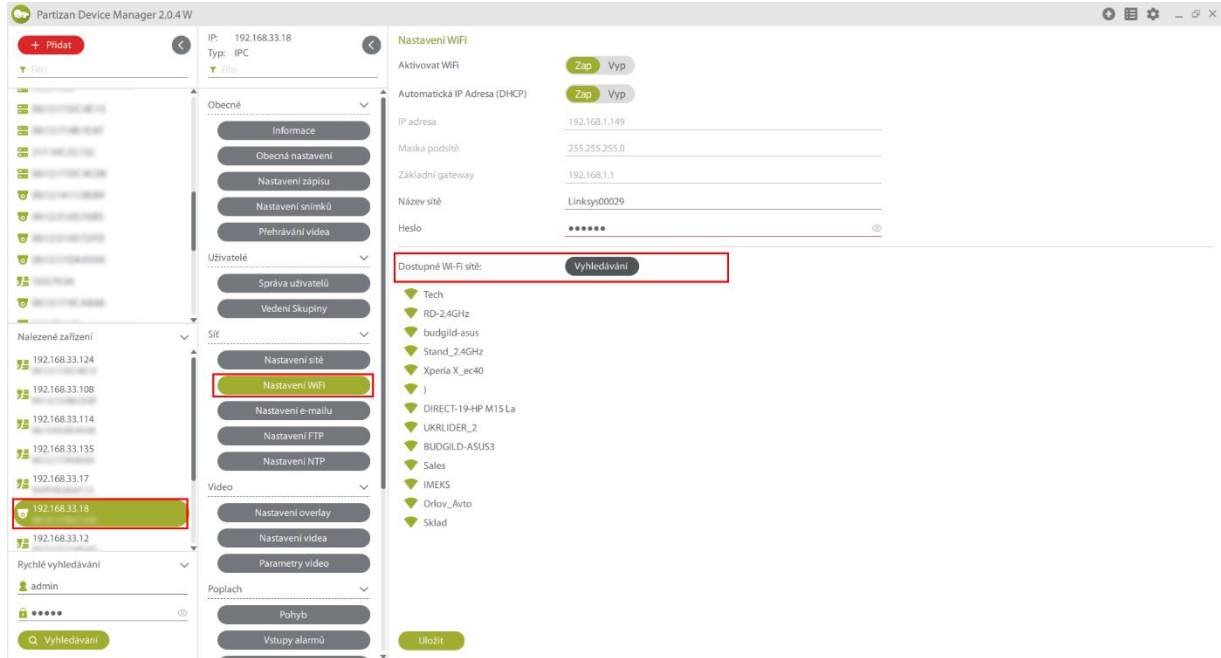 Partizan Device Manager 2.0.4 W
+ Přidat
Filtr
Nalezené zařízení
192.168.33.124
192.168.33.108
192.168.33.114
192.168.33.135
192.168.33.17
192.168.33.18
192.168.33.12
Rychlé vyhledávání
admin
●●●●●
Vyhledávání
IP: 192.168.33.18
Typ: IPC
Filtr
Obecné
Informace
Obecná nastavení
Nastavení zápisu
Nastavení snímků
Přehrávání videa
Uživatelé
Správa uživatelů
Vedení Skupiny
Síť
Nastavení sítě
Nastavení WiFi
Nastavení e-mailu
Nastavení FTP
Nastavení NTP
Video
Nastavení overlay
Nastavení videa
Parametry video
Poplach
Pohyb
Vstupy alarmů
Nastavení WiFi
Aktivovat WiFi Zap Vyp
Automatická IP Adresa (DHCP) Zap Vyp
IP adresa 192.168.1.149
Maska podsítě 255.255.255.0
Základní gateway 192.168.1.1
Název sítě Linksys00029
Heslo ●●●●●●
Dostupné Wi-Fi sítě: Vyhledávání
Tech
RD-2.4GHz
budgild-asus
Stand_2.4GHz
Xperia X_ec40
)
DIRECT-19-HP M15 La
UKRLIDER_2
BUDGILD-ASUS3
Sales
IMEKS
Orlov_Avto
Sklad
Uložit